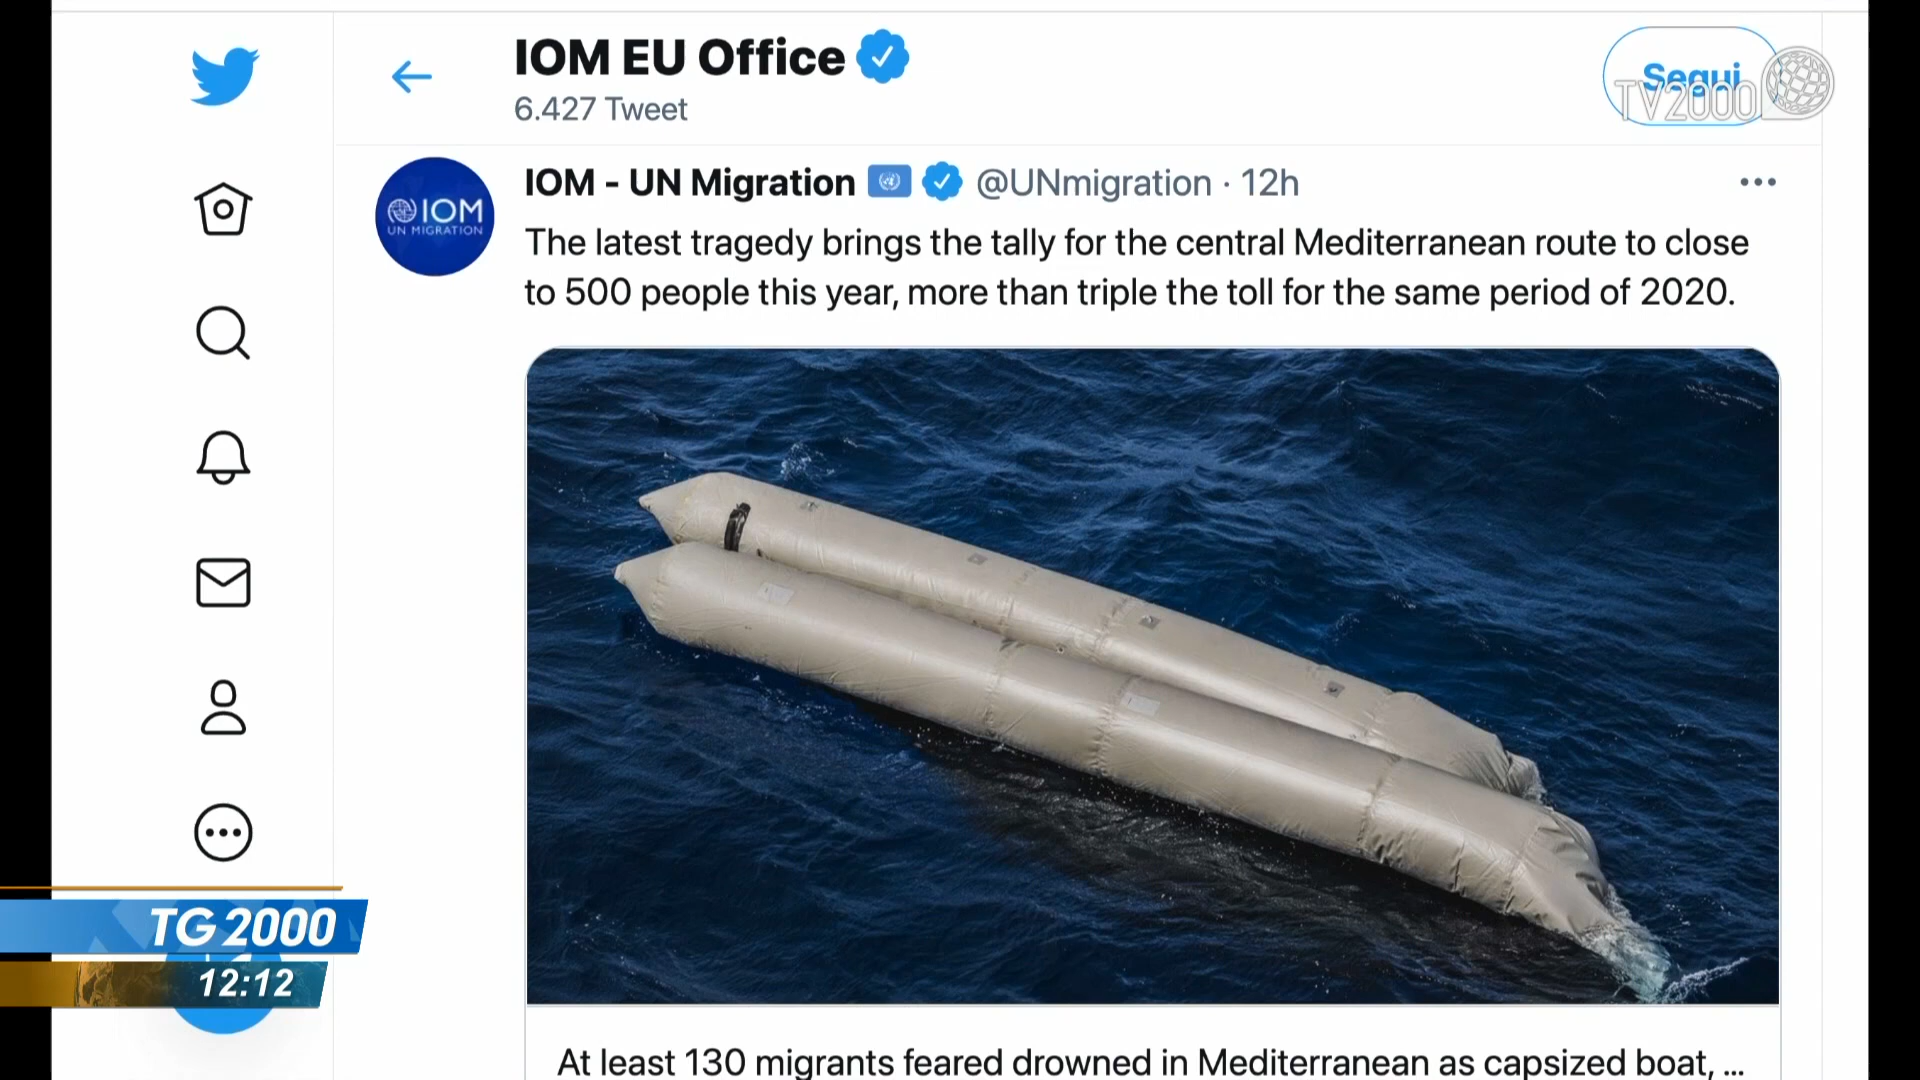 IOM EU Office
6.427 Tweet
Segui
TV2000
IOM
UN MIGRATION
IOM - UN Migration @UNmigration · 12h
The latest tragedy brings the tally for the central Mediterranean route to close
to 500 people this year, more than triple the toll for the same period of 2020.
TG 2000
12:12
At least 130 migrants feared drowned in Mediterranean as capsized boat, ...